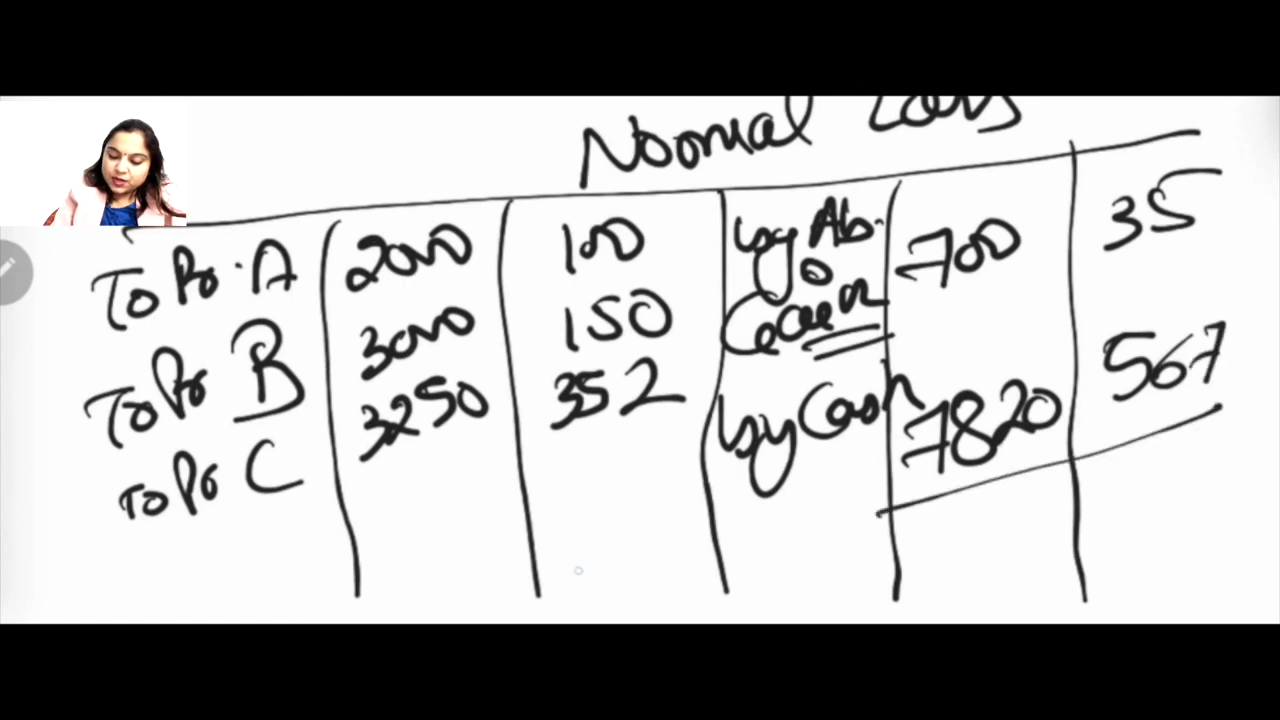 Normal Loss
To Pr. A 2000 100 by Ab. 700 35
To Pr B 3000 150
To Pr C 3250 352 by Cash 7820 567